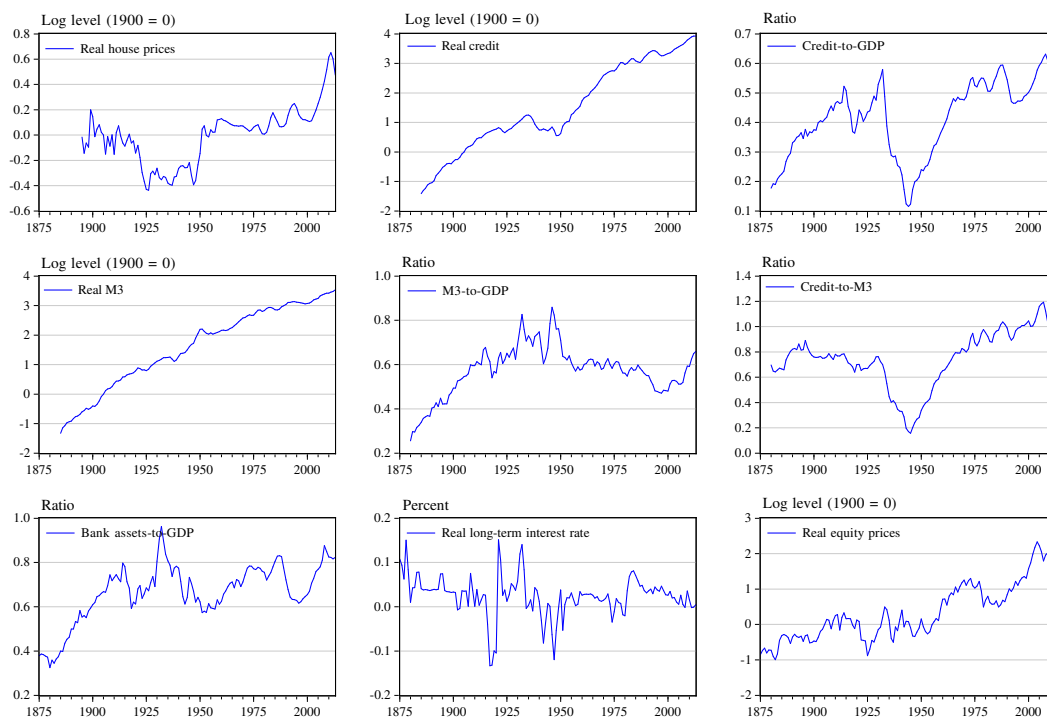 Log level (1900 = 0)
Real house prices
0.8
0.6
0.4
0.2
0.0
-0.2
-0.4
-0.6
1875 1900 1925 1950 1975 2000
Log level (1900 = 0)
Real credit
4
3
2
1
0
-1
-2
1875 1900 1925 1950 1975 2000
Ratio
Credit-to-GDP
0.7
0.6
0.5
0.4
0.3
0.2
0.1
1875 1900 1925 1950 1975 2000
Log level (1900 = 0)
Real M3
4
3
2
1
0
-1
-2
1875 1900 1925 1950 1975 2000
Ratio
M3-to-GDP
1.0
0.8
0.6
0.4
0.2
1875 1900 1925 1950 1975 2000
Ratio
Credit-to-M3
1.4
1.2
1.0
0.8
0.6
0.4
0.2
0.0
1875 1900 1925 1950 1975 2000
Ratio
Bank assets-to-GDP
1.0
0.8
0.6
0.4
0.2
1875 1900 1925 1950 1975 2000
Percent
Real long-term interest rate
0.2
0.1
0.0
-0.1
-0.2
1875 1900 1925 1950 1975 2000
Log level (1900 = 0)
Real equity prices
3
2
1
0
-1
-2
1875 1900 1925 1950 1975 2000